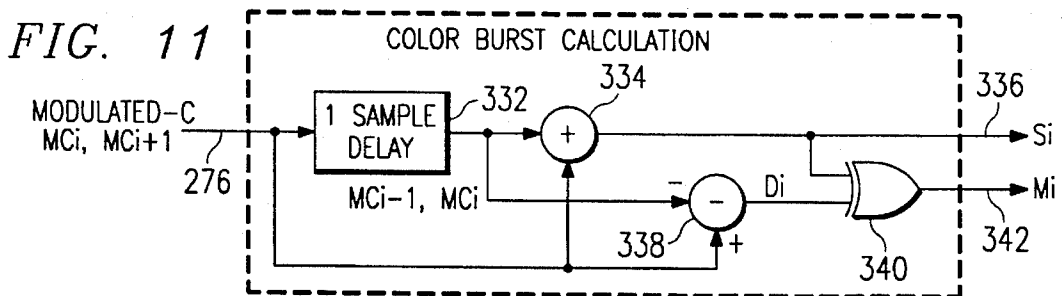 FIG. 11
COLOR BURST CALCULATION
MODULATED-C
MCi, MCi+1
276
1 SAMPLE
DELAY
332
MCi-1, MCi
+
334
336
Si
-
-
+
338
Di
340
Mi
342